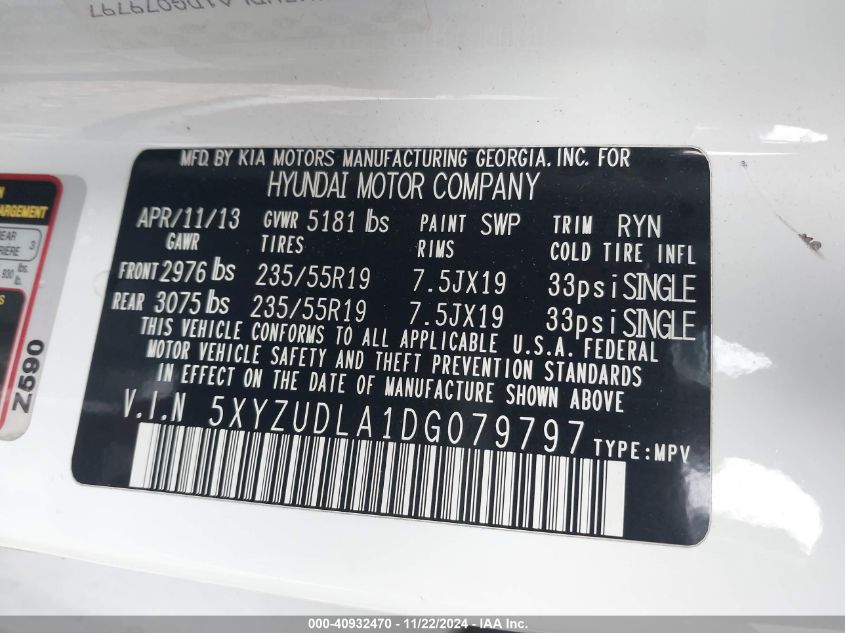 MFD. BY KIA MOTORS MANUFACTURING GEORGIA, INC. FOR
HYUNDAI MOTOR COMPANY
APR/11/13 GVWR 5181 lbs PAINT SWP TRIM RYN
GAWR TIRES RIMS COLD TIRE INFL
FRONT 2976 lbs 235/55R19 7.5JX19 33psi SINGLE
REAR 3075 lbs 235/55R19 7.5JX19 33psi SINGLE
THIS VEHICLE CONFORMS TO ALL APPLICABLE U.S.A. FEDERAL
MOTOR VEHICLE SAFETY AND THEFT PREVENTION STANDARDS
IN EFFECT ON THE DATE OF MANUFACTURE SHOWN ABOVE
V.I.N 5XYZUDLA1DG079797 TYPE:MPV
3
lbs.
Z590
000-40932470 - 11/22/2024 - IAA Inc.